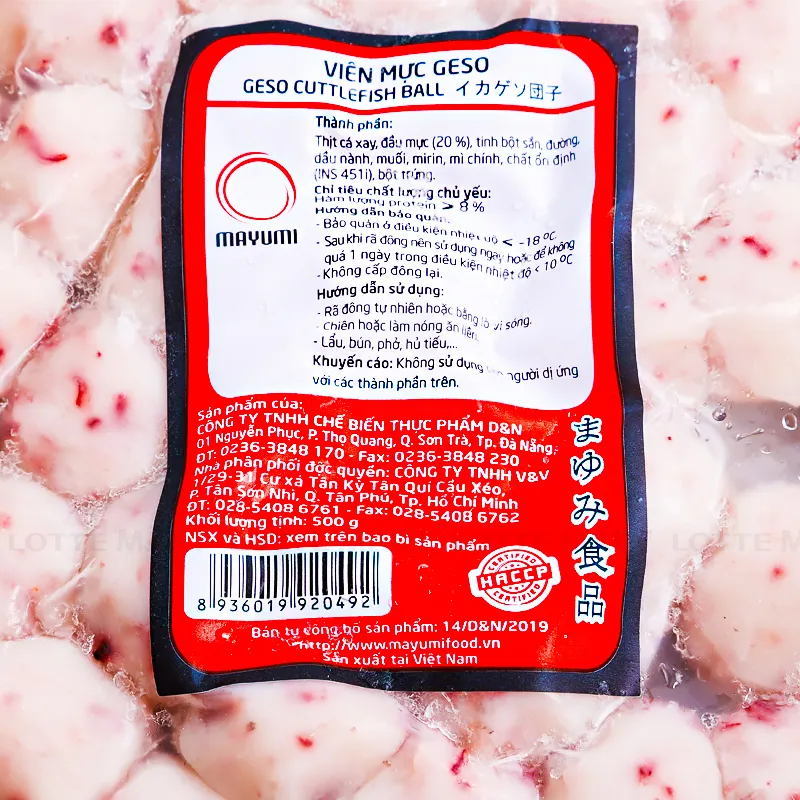 VIÊN MỰC GESO
GESO CUTTLEFISH BALL イカゲソ団子
MAYUMI
Thành phần:
Thịt cá xay, đầu mực (20 %), tinh bột sắn, đường,
dầu nành, muối, mirin, mì chính, chất ổn định
(INS 451i), bột trứng.
Chỉ tiêu chất lượng chủ yếu:
Hàm lượng protein > 8 %
Hướng dẫn bảo quản:
- Bảo quản ở điều kiện nhiệt độ < -18 ºC
- Sau khi rã đông nên sử dụng ngay hoặc để không
quá 1 ngày trong điều kiện nhiệt độ < 10 ºC
- Không cấp đông lại.
Hướng dẫn sử dụng:
- Rã đông tự nhiên hoặc bằng lò vi sóng.
- Chiên hoặc làm nóng ăn liền.
- Lẩu, bún, phở, hủ tiếu,...
Khuyến cáo: Không sử dụng người dị ứng
với các thành phần trên.
Sản phẩm của:
CÔNG TY TNHH CHẾ BIẾN THỰC PHẨM D&N
01 Nguyễn Phục, P. Thọ Quang, Q. Sơn Trà, Tp. Đà Nẵng.
ĐT: 0236-3848 170 - Fax: 0236-3848 230
Nhà phân phối độc quyền: CÔNG TY TNHH V&V
1/29-31 Cư xá Tân Kỳ Tân Quí Cầu Xéo,
P. Tân Sơn Nhì, Q. Tân Phú, Tp. Hồ Chí Minh
ĐT: 028-5408 6761 - Fax: 028-5408 6762
Khối lượng tịnh: 500 g
NSX và HSD: xem trên bao bì sản phẩm
まゆみ食品
8 936019 920492
CERTIFIED
HACCP
CERTIFIED
Bản tự công bố sản phẩm: 14/D&N/2019
http://www.mayumifood.vn
Sản xuất tại Việt Nam
LOTTE M
LOTTE M